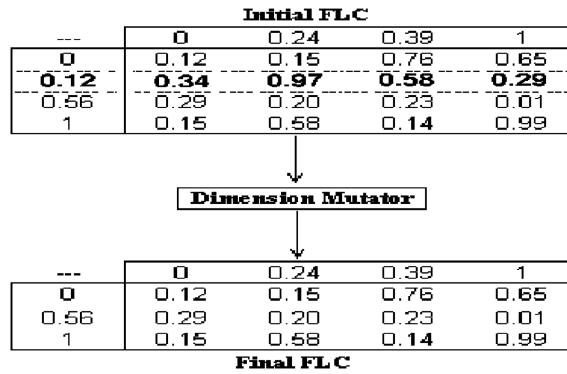 Initial FLC
--- 0 0.24 0.39 1
0 0.12 0.15 0.76 0.65
0.12 0.34 0.97 0.58 0.29
0.56 0.29 0.20 0.23 0.01
1 0.15 0.58 0.14 0.99
Dimension Mutator
--- 0 0.24 0.39 1
0 0.12 0.15 0.76 0.65
0.56 0.29 0.20 0.23 0.01
1 0.15 0.58 0.14 0.99
Final FLC